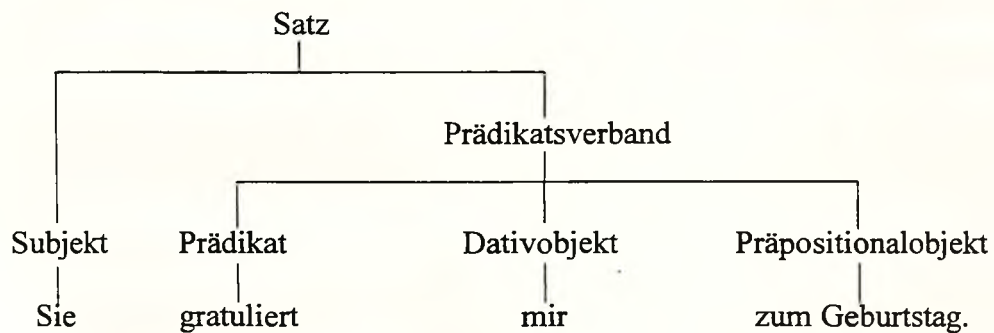 Satz
Prädikatsverband
Subjekt Prädikat Dativobjekt Präpositionalobjekt
Sie gratuliert mir zum Geburtstag.